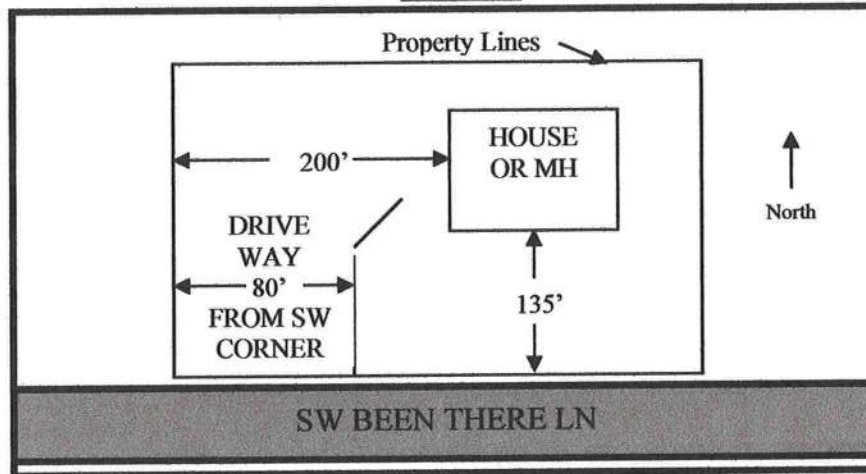 Property Lines
HOUSE
OR MH
200'
North
DRIVE
WAY
80'
FROM SW
CORNER
135'
SW BEEN THERE LN